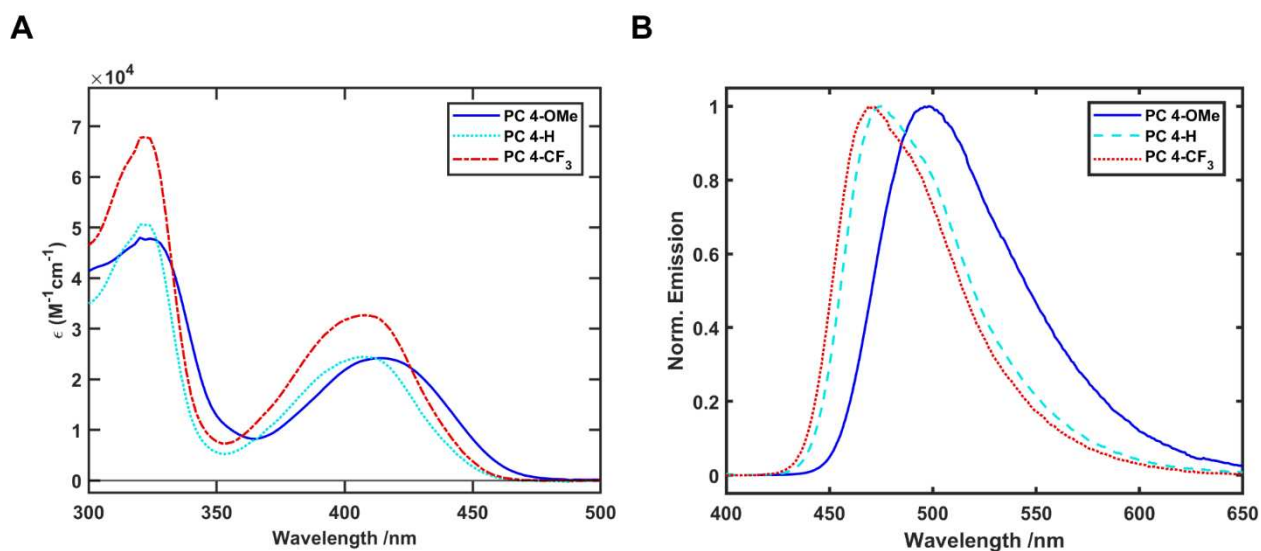 A
×10⁴
7
6
5
4
3
2
1
0
ϵ (M⁻¹cm⁻¹)
PC 4-OMe
PC 4-H
PC 4-CF₃
300 350 400 450 500
Wavelength /nm
B
1
0.8
0.6
0.4
0.2
0
Norm. Emission
PC 4-OMe
PC 4-H
PC 4-CF₃
400 450 500 550 600 650
Wavelength /nm